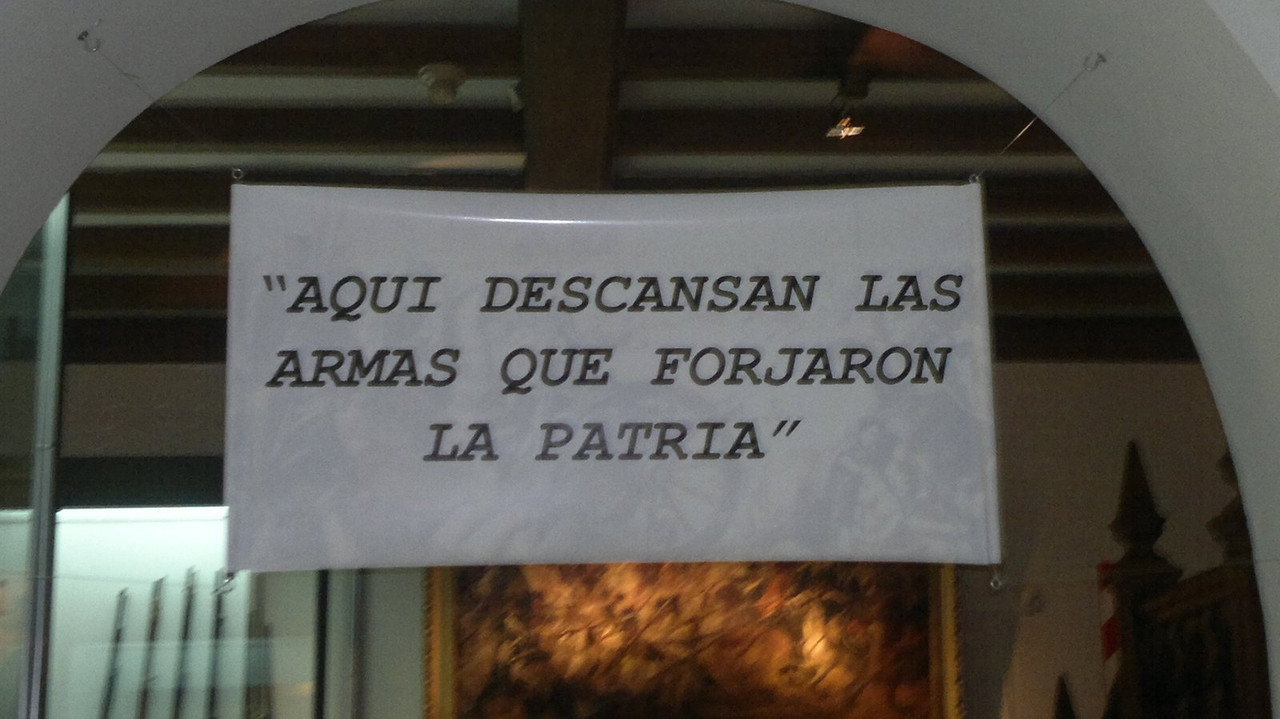 “AQUI DESCANSAN LAS
ARMAS QUE FORJARON
LA PATRIA”